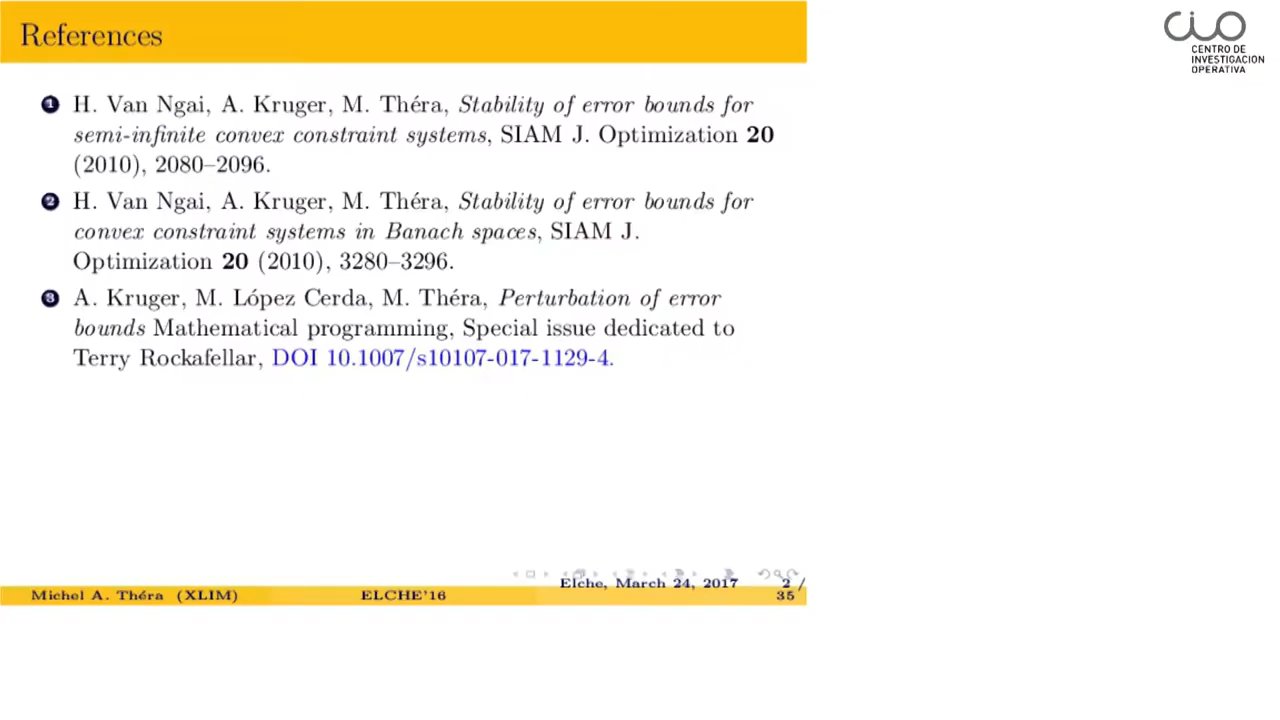 References
CIO
CENTRO DE
INVESTIGACION
OPERATIVA
1 H. Van Ngai, A. Kruger, M. Théra, Stability of error bounds for
semi-infinite convex constraint systems, SIAM J. Optimization 20
(2010), 2080–2096.
2 H. Van Ngai, A. Kruger, M. Théra, Stability of error bounds for
convex constraint systems in Banach spaces, SIAM J.
Optimization 20 (2010), 3280–3296.
3 A. Kruger, M. López Cerda, M. Théra, Perturbation of error
bounds Mathematical programming, Special issue dedicated to
Terry Rockafellar, DOI 10.1007/s10107-017-1129-4.
Michel A. Théra (XLIM)
ELCHE'16
Elche, March 24, 2017
2 /
35